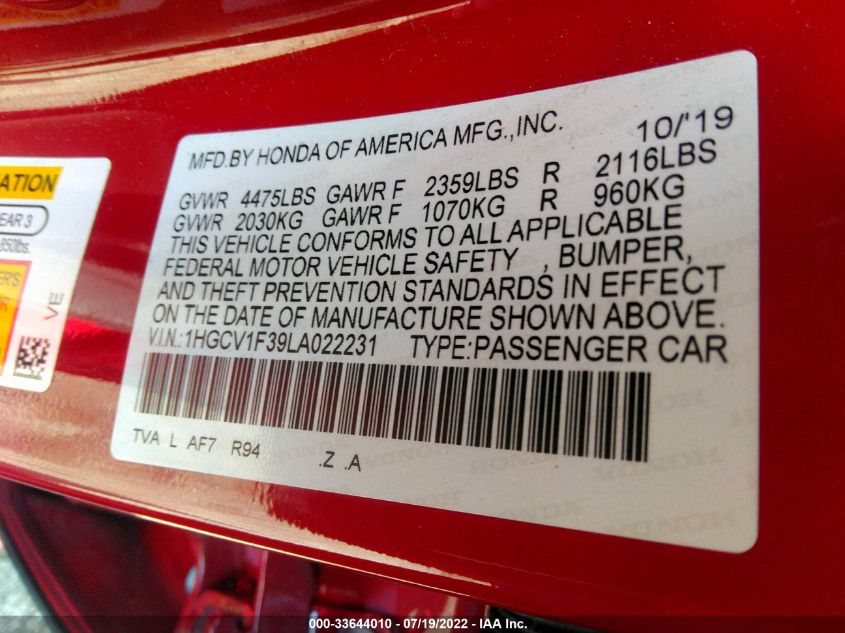 MFD.BY HONDA OF AMERICA MFG.,INC. 10/'19
GVWR 4475LBS GAWR F 2359LBS R 2116LBS
GVWR 2030KG GAWR F 1070KG R 960KG
THIS VEHICLE CONFORMS TO ALL APPLICABLE
FEDERAL MOTOR VEHICLE SAFETY , BUMPER,
AND THEFT PREVENTION STANDARDS IN EFFECT
ON THE DATE OF MANUFACTURE SHOWN ABOVE.
V.I.N.:1HGCV1F39LA022231 TYPE:PASSENGER CAR
TVA L AF7 R94 .Z .A
EAR 3
850lbs.
VE
000-33644010 - 07/19/2022 - IAA Inc.